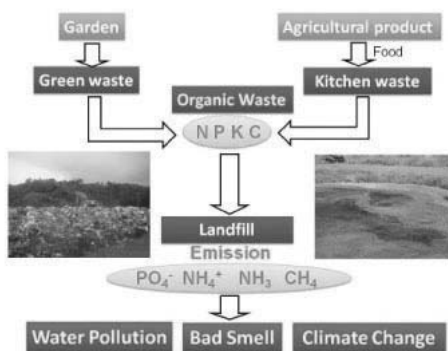 Garden
Agricultural product
Food
Green waste
Kitchen waste
Organic Waste
N P K C
Landfill
Emission
PO₄⁻ NH₄⁺ NH₃ CH₄
Water Pollution
Bad Smell
Climate Change